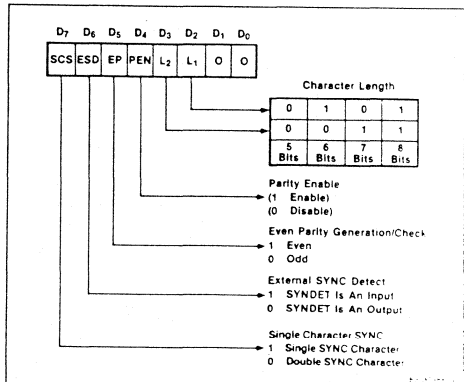 D7 D6 D5 D4 D3 D2 D1 D0
SCS ESD EP PEN L2 L1 O O
Character Length
0 1 0 1
0 0 1 1
5 6 7 8
Bits Bits Bits Bits
Parity Enable
(1 Enable)
(0 Disable)
Even Parity Generation/Check
1 Even
0 Odd
External SYNC Detect
1 SYNDET Is An Input
0 SYNDET Is An Output
Single Character SYNC
1 Single SYNC Character
0 Double SYNC Character